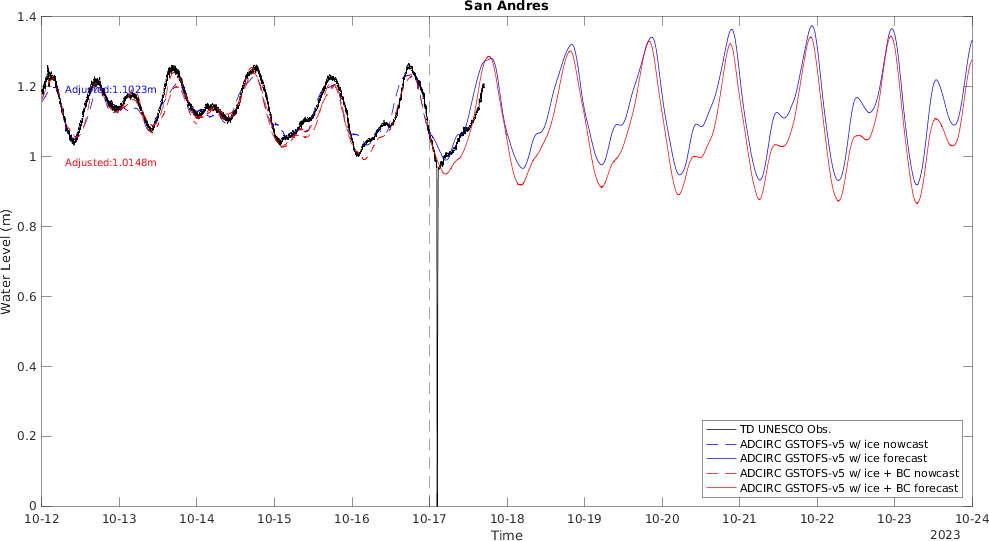 San Andres
Water Level (m)
1.4
1.2
1
0.8
0.6
0.4
0.2
0
Adjusted:1.1023m
Adjusted:1.0148m
TD UNESCO Obs.
ADCIRC GSTOFS-v5 w/ ice nowcast
ADCIRC GSTOFS-v5 w/ ice forecast
ADCIRC GSTOFS-v5 w/ ice + BC nowcast
ADCIRC GSTOFS-v5 w/ ice + BC forecast
10-12 10-13 10-14 10-15 10-16 10-17 10-18 10-19 10-20 10-21 10-22 10-23 10-24
Time
2023